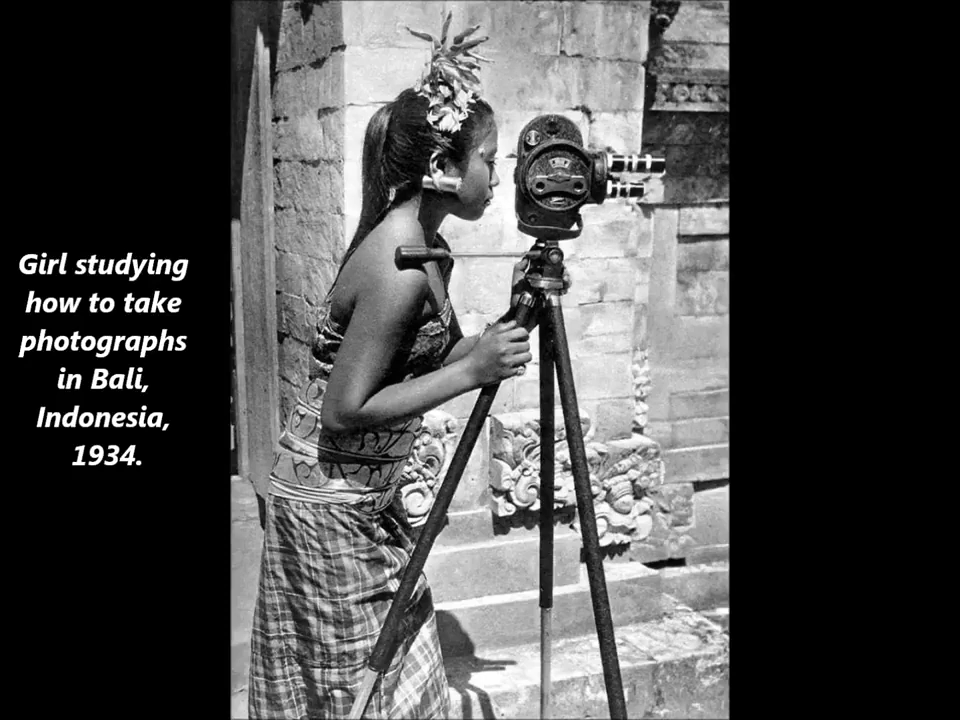 Girl studying
how to take
photographs
in Bali,
Indonesia,
1934.